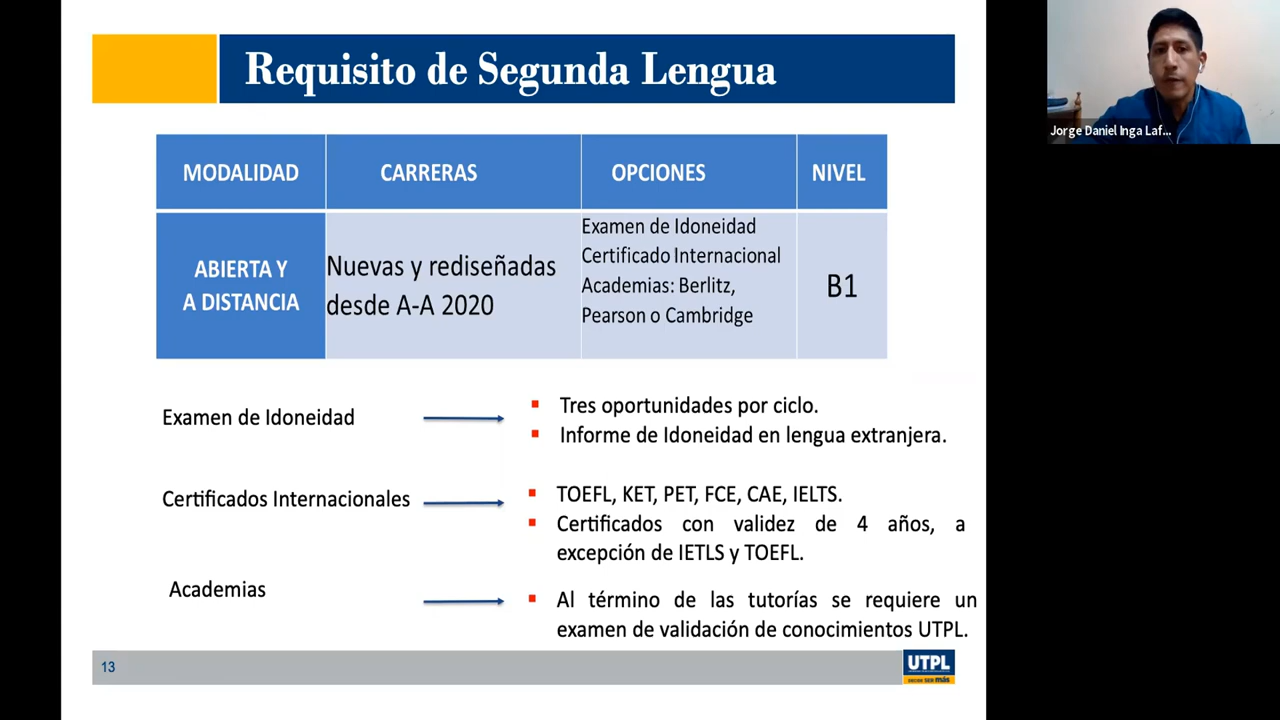 Requisito de Segunda Lengua
Jorge Daniel Inga Laf...
MODALIDAD
CARRERAS
OPCIONES
NIVEL
ABIERTA Y
A DISTANCIA
Nuevas y rediseñadas
desde A-A 2020
Examen de Idoneidad
Certificado Internacional
Academias: Berlitz,
Pearson o Cambridge
B1
Examen de Idoneidad
Tres oportunidades por ciclo.
Informe de Idoneidad en lengua extranjera.
Certificados Internacionales
TOEFL, KET, PET, FCE, CAE, IELTS.
Certificados con validez de 4 años, a
excepción de IETLS y TOEFL.
Academias
Al término de las tutorías se requiere un
examen de validación de conocimientos UTPL.
13
UTPL
DECIDE SER más